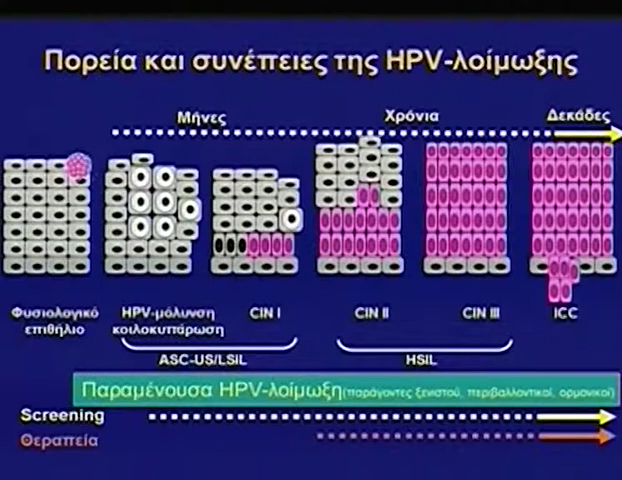 Πορεία και συνέπειες της HPV-λοίμωξης
Μήνες Χρόνια Δεκάδες
Φυσιολογικό επιθήλιο
HPV-μόλυνση κοιλοκυττάρωση
CIN I
CIN II
CIN III
ICC
ASC-US/LSIL
HSIL
Παραμένουσα HPV-λοίμωξη(παράγοντες ξενιστού, περιβαλλοντικοί, ορμονικοί)
Screening
Θεραπεία